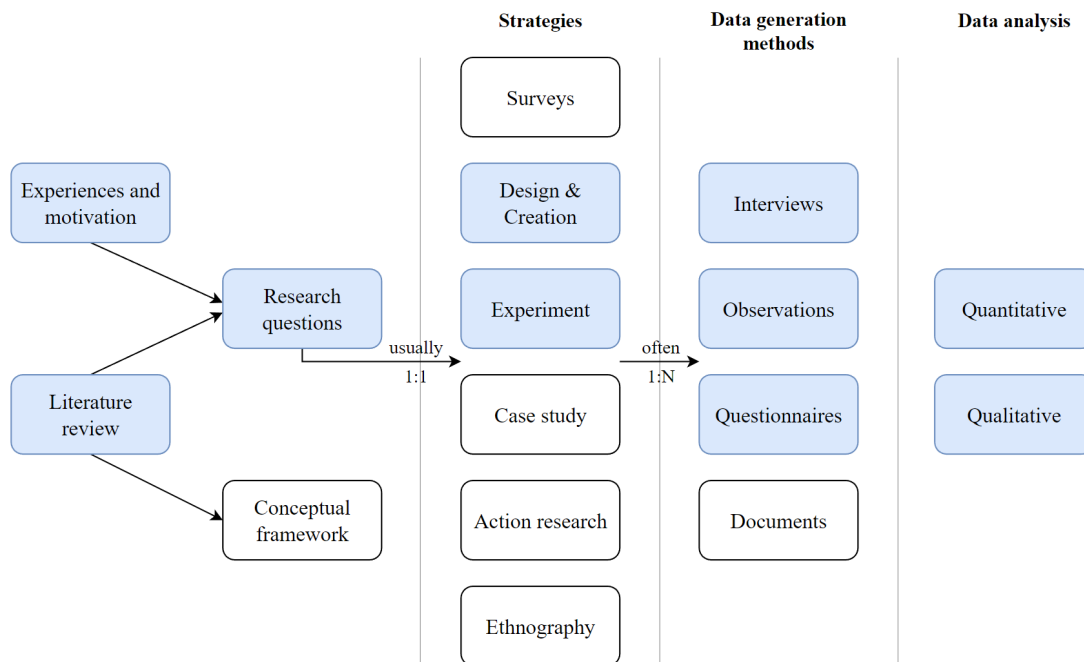 Strategies
Data generation
methods
Data analysis
Surveys
Experiences and
motivation
Design &
Creation
Interviews
Research
questions
Experiment
Observations
Quantitative
usually
1:1
often
1:N
Literature
review
Case study
Questionnaires
Qualitative
Conceptual
framework
Action research
Documents
Ethnography